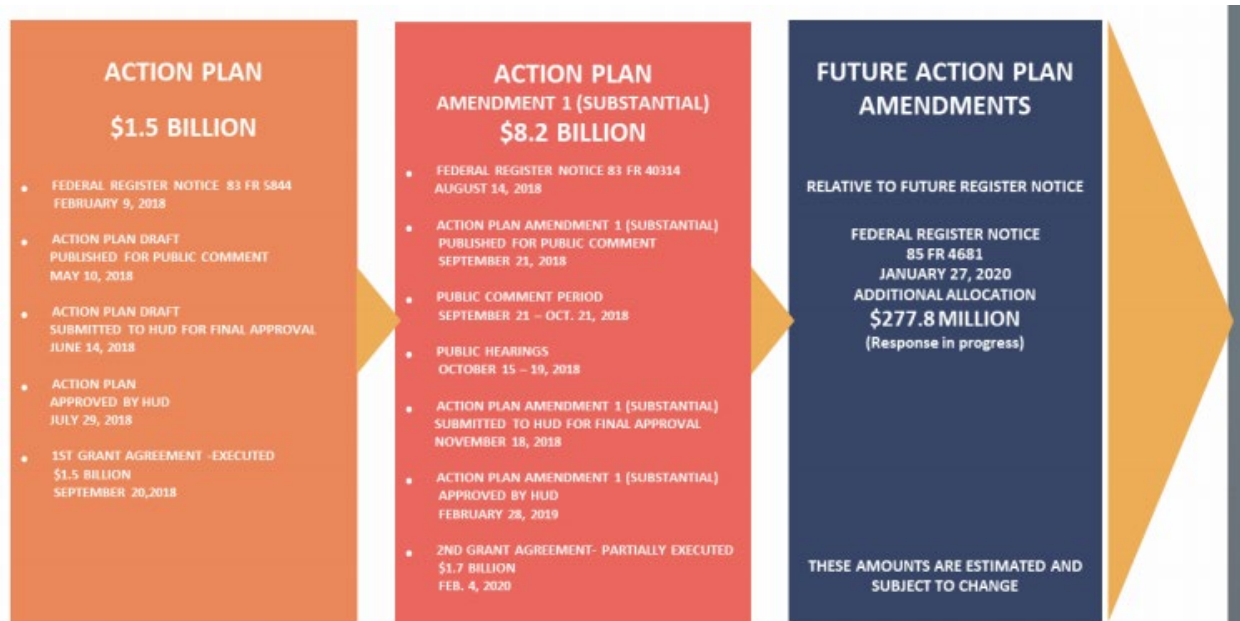 ACTION PLAN
$1.5 BILLION
• FEDERAL REGISTER NOTICE 83 FR 5844
FEBRUARY 9, 2018
• ACTION PLAN DRAFT
PUBLISHED FOR PUBLIC COMMENT
MAY 10, 2018
• ACTION PLAN DRAFT
SUBMITTED TO HUD FOR FINAL APPROVAL
JUNE 14, 2018
• ACTION PLAN
APPROVED BY HUD
JULY 29, 2018
• 1ST GRANT AGREEMENT -EXECUTED
$1.5 BILLION
SEPTEMBER 20,2018
ACTION PLAN
AMENDMENT 1 (SUBSTANTIAL)
$8.2 BILLION
• FEDERAL REGISTER NOTICE 83 FR 40314
AUGUST 14, 2018
• ACTION PLAN AMENDMENT 1 (SUBSTANTIAL)
PUBLISHED FOR PUBLIC COMMENT
SEPTEMBER 21, 2018
• PUBLIC COMMENT PERIOD
SEPTEMBER 21 – OCT. 21, 2018
• PUBLIC HEARINGS
OCTOBER 15 – 19, 2018
• ACTION PLAN AMENDMENT 1 (SUBSTANTIAL)
SUBMITTED TO HUD FOR FINAL APPROVAL
NOVEMBER 18, 2018
• ACTION PLAN AMENDMENT 1 (SUBSTANTIAL)
APPROVED BY HUD
FEBRUARY 28, 2019
• 2ND GRANT AGREEMENT- PARTIALLY EXECUTED
$1.7 BILLION
FEB. 4, 2020
FUTURE ACTION PLAN
AMENDMENTS
RELATIVE TO FUTURE REGISTER NOTICE
FEDERAL REGISTER NOTICE
85 FR 4681
JANUARY 27, 2020
ADDITIONAL ALLOCATION
$277.8 MILLION
(Response in progress)
THESE AMOUNTS ARE ESTIMATED AND
SUBJECT TO CHANGE